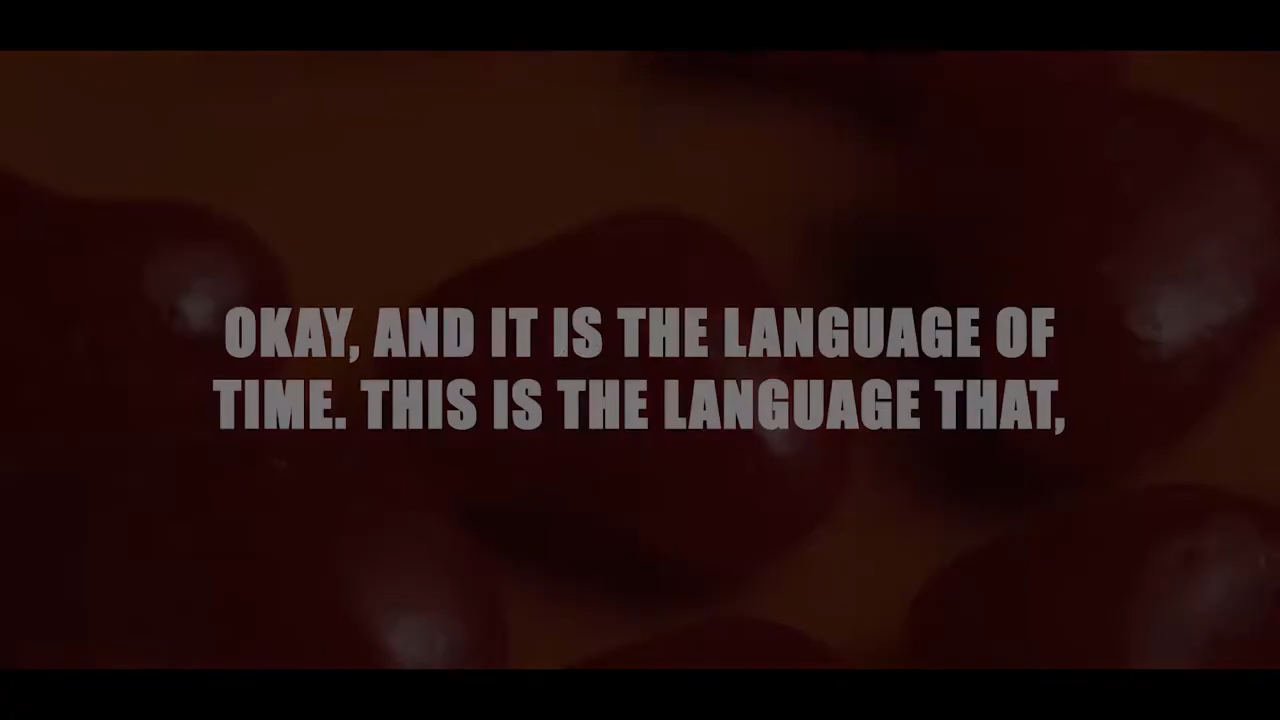 OKAY, AND IT IS THE LANGUAGE OF
TIME. THIS IS THE LANGUAGE THAT,